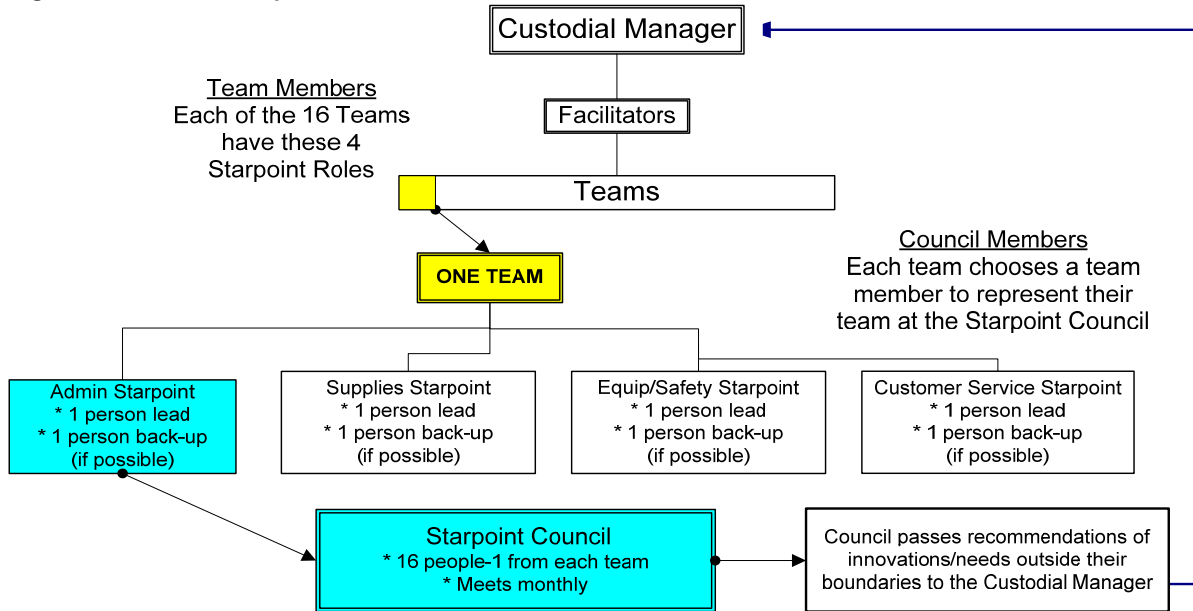 Custodial Manager
Team Members
Each of the 16 Teams
have these 4
Starpoint Roles
Facilitators
Teams
ONE TEAM
Council Members
Each team chooses a team
member to represent their
team at the Starpoint Council
Admin Starpoint
* 1 person lead
* 1 person back-up
(if possible)
Supplies Starpoint
* 1 person lead
* 1 person back-up
(if possible)
Equip/Safety Starpoint
* 1 person lead
* 1 person back-up
(if possible)
Customer Service Starpoint
* 1 person lead
* 1 person back-up
(if possible)
Starpoint Council
* 16 people-1 from each team
* Meets monthly
Council passes recommendations of
innovations/needs outside their
boundaries to the Custodial Manager